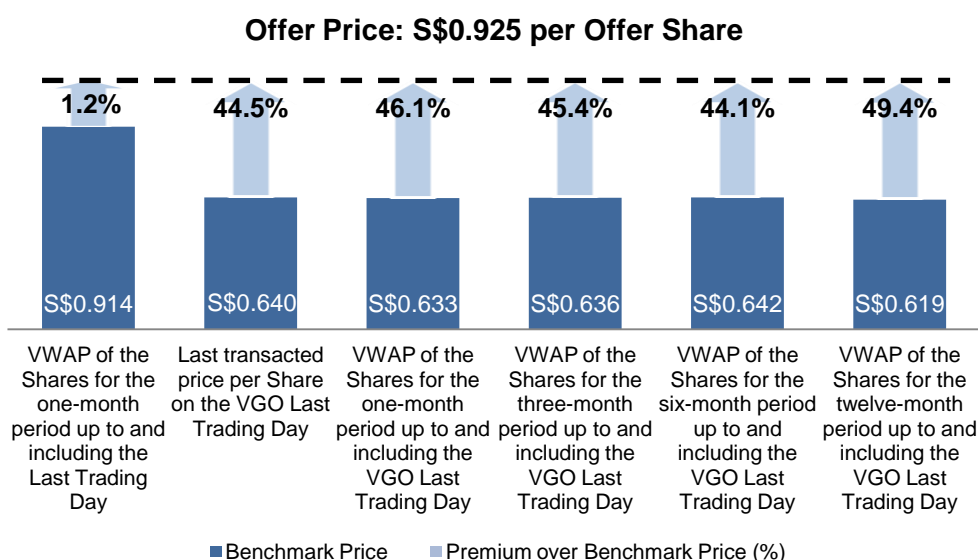 Offer Price: S$0.925 per Offer Share
1.2%
44.5%
46.1%
45.4%
44.1%
49.4%
S$0.914
S$0.640
S$0.633
S$0.636
S$0.642
S$0.619
VWAP of the
Shares for the
one-month
period up to and
including the
Last Trading
Day
Last transacted
price per Share
on the VGO Last
Trading Day
VWAP of the
Shares for the
one-month
period up to and
including the
VGO Last
Trading Day
VWAP of the
Shares for the
three-month
period up to and
including the
VGO Last
Trading Day
VWAP of the
Shares for the
six-month period
up to and
including the
VGO Last
Trading Day
VWAP of the
Shares for the
twelve-month
period up to and
including the
VGO Last
Trading Day
Benchmark Price
Premium over Benchmark Price (%)